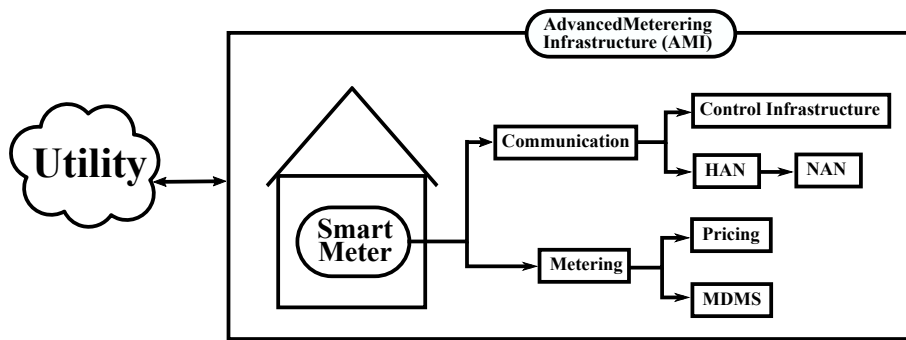 AdvancedMeterering
Infrastructure (AMI)
Utility
Smart
Meter
Communication
Control Infrastructure
HAN
NAN
Metering
Pricing
MDMS